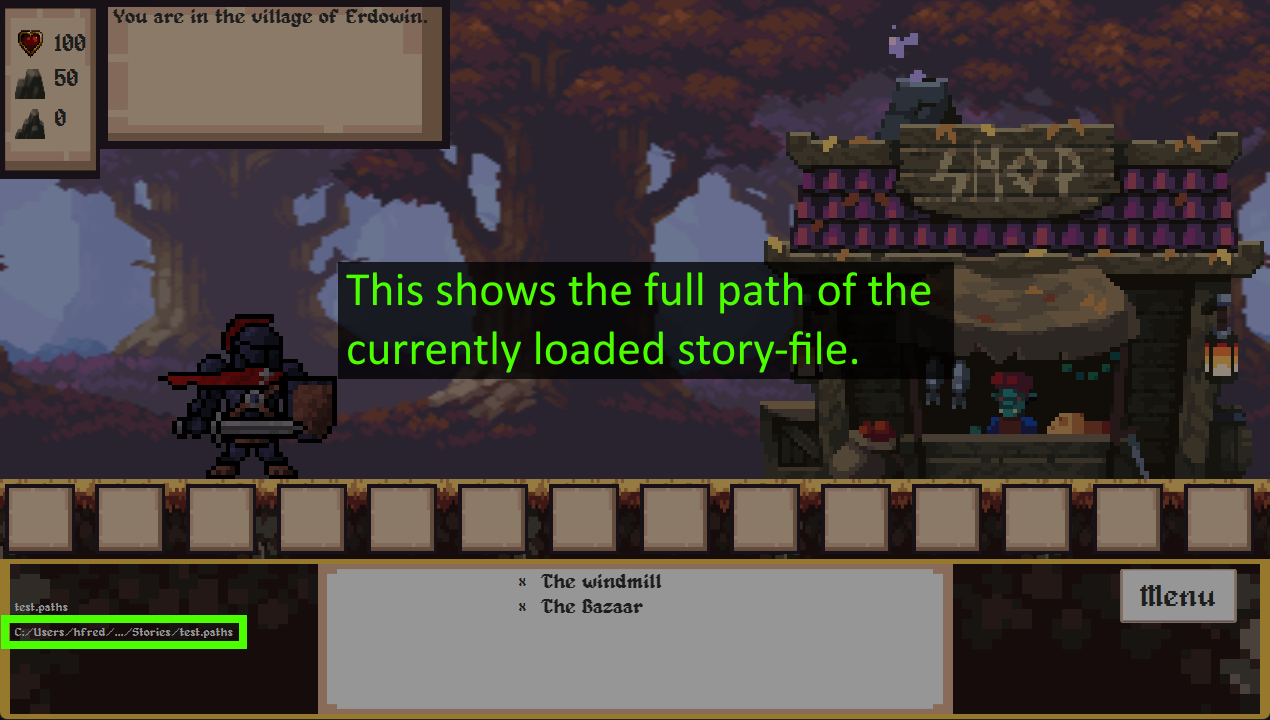 100
50
0
You are in the village of Erdowin.
SHOP
This shows the full path of the
currently loaded story-file.
x The windmill
x The Bazaar
Menu
test.paths
C:/Users/hfred/.../Stories/test.paths